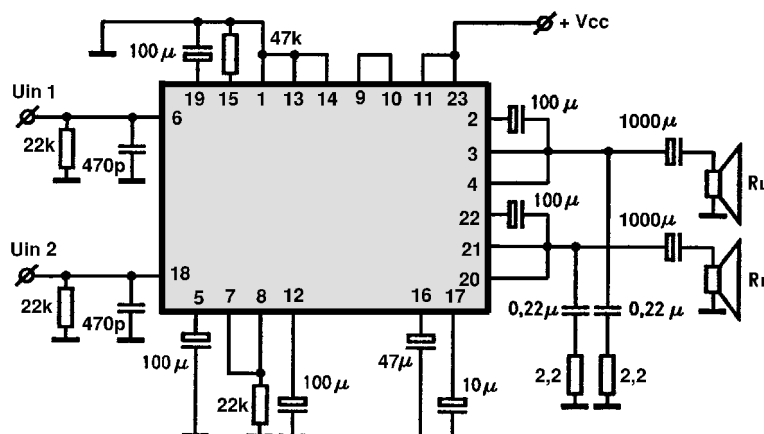 + Vcc
100µ
47k
19 15 1 13 14 9 10 11 23
Uin 1
6
22k
470p
2
100µ
3
4
1000µ
22
100µ
21
20
1000µ
Uin 2
18
22k
470p
5 7 8 12 16 17
100µ
22k
100µ
47µ
10µ
0,22µ
0,22µ
2,2
2,2